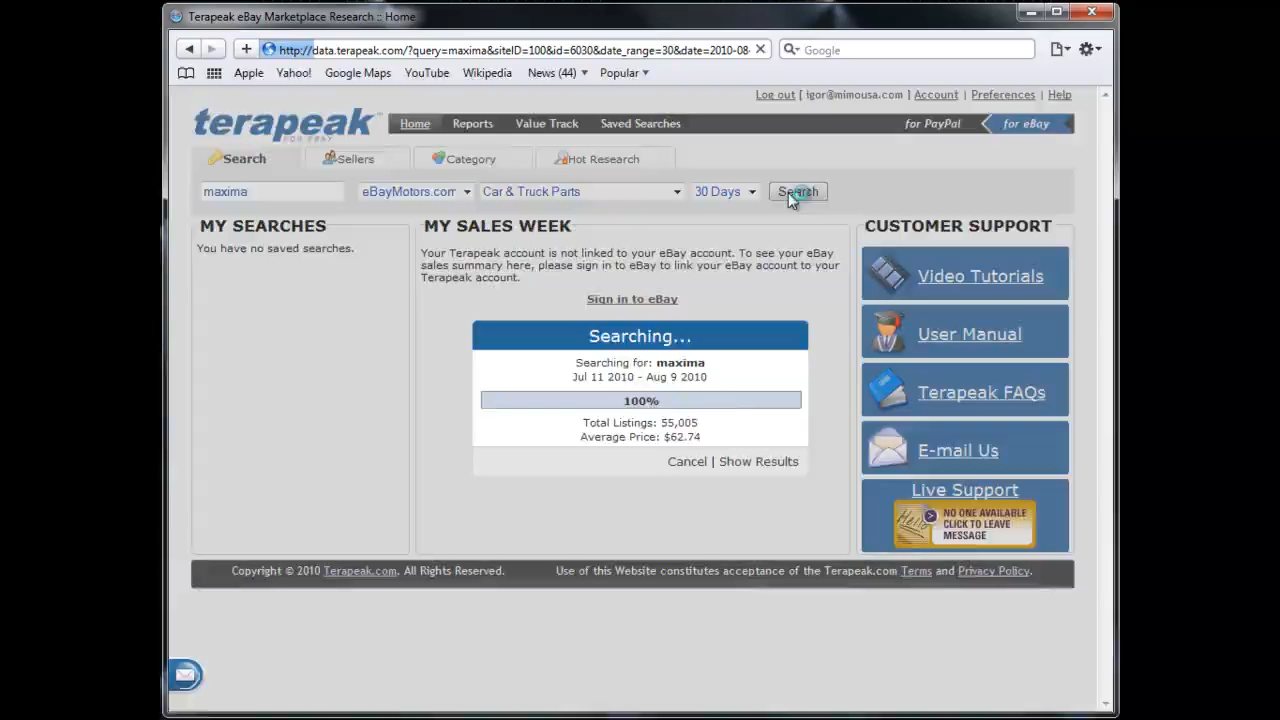 Terapeak eBay Marketplace Research :: Home
http://data.terapeak.com/?query=maxima&siteID=100&id=6030&date_range=30&date=2010-08-
Google
Apple Yahoo! Google Maps YouTube Wikipedia News (44) Popular
Log out [ igor@mimousa.com ] Account | Preferences | Help
terapeak
FOR EBAY
Home Reports Value Track Saved Searches for PayPal for eBay
Search Sellers Category Hot Research
maxima eBayMotors.com Car & Truck Parts 30 Days Search
MY SEARCHES
You have no saved searches.
MY SALES WEEK
Your Terapeak account is not linked to your eBay account. To see your eBay
sales summary here, please sign in to eBay to link your eBay account to your
Terapeak account.
Sign in to eBay
Searching...
Searching for: maxima
Jul 11 2010 - Aug 9 2010
100%
Total Listings: 55,005
Average Price: $62.74
Cancel | Show Results
CUSTOMER SUPPORT
Video Tutorials
User Manual
Terapeak FAQs
E-mail Us
Live Support
Hello
NO ONE AVAILABLE
CLICK TO LEAVE
MESSAGE
Copyright © 2010 Terapeak.com. All Rights Reserved. Use of this Website constitutes acceptance of the Terapeak.com Terms and Privacy Policy.